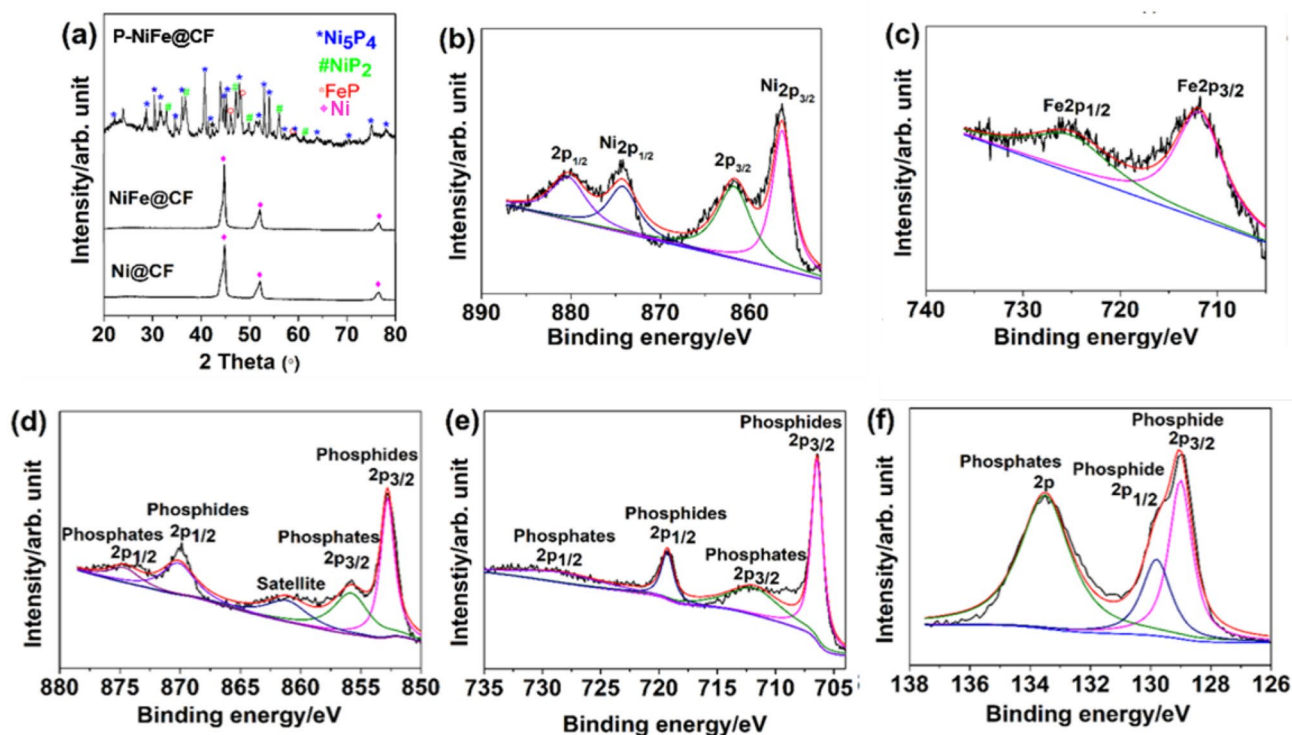 (a)
P-NiFe@CF
*Ni5P4
#NiP2
°FeP
♦Ni
NiFe@CF
Ni@CF
Intensity/arb. unit
20 30 40 50 60 70 80
2 Theta (°)
(b)
Ni2p3/2
Ni2p1/2
2p1/2
2p3/2
Intensity/arb. unit
890 880 870 860
Binding energy/eV
(c)
Fe2p3/2
Fe2p1/2
Intensity/arb. unit
740 730 720 710
Binding energy/eV
(d)
Phosphides
2p3/2
Phosphides
2p1/2
Phosphates
2p1/2
Phosphates
2p3/2
Satellite
Intensity/arb. unit
880 875 870 865 860 855 850
Binding energy/eV
(e)
Phosphides
2p3/2
Phosphates
2p1/2
Phosphides
2p1/2
Phosphates
2p3/2
Intenstiy/arb. unit
735 730 725 720 715 710 705
Binding energy/eV
(f)
Phosphide
2p3/2
Phosphates
2p
Phosphide
2p1/2
Intensity/arb. unit
138 136 134 132 130 128 126
Binding energy/eV